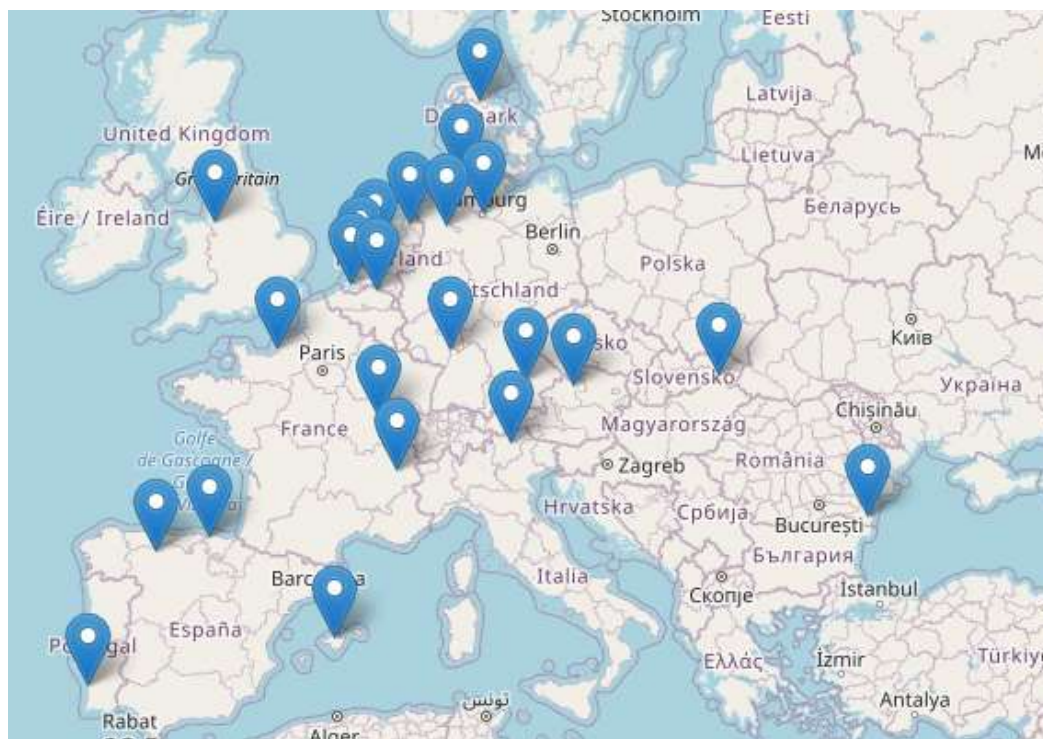 Stockholm
Eesti
Latvija
United Kingdom
Lietuva
Éire / Ireland
Беларусь
Berlin
Polska
Київ
Paris
Slovensko
Україна
Chișinău
France
Magyarország
Golfe
de Gascogne /
România
Zagreb
Hrvatska
Србија
București
България
Italia
Скопје
İstanbul
España
Ελλάς
İzmir
Türkiye
Antalya
Rabat
تونس
Alger